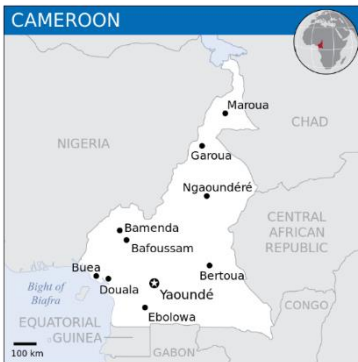 CAMEROON
Maroua
CHAD
NIGERIA
Garoua
Ngaoundéré
CENTRAL
AFRICAN
REPUBLIC
Bamenda
Bafoussam
Buea
Bertoua
Bight of
Biafra
Douala
Yaoundé
Ebolowa
CONGO
EQUATORIAL
GUINEA
100 km
GABON